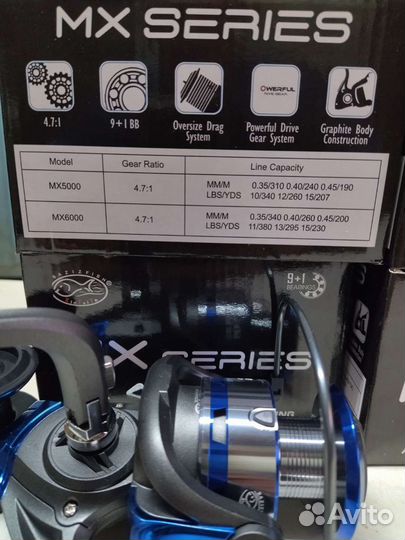 MX SERIES
4.7:1
9+1 BB
Oversize Drag
System
OWERFUL
Powerful Drive
Gear System
Graphite Body
Construction
Model Gear Ratio Line Capacity
MX5000 4.7:1 MM/M 0.35/310 0.40/240 0.45/190
LBS/YDS 10/340 12/260 15/207
MX6000 4.7:1 MM/M 0.35/340 0.40/260 0.45/200
LBS/YDS 11/380 13/295 15/230
9+1
BEARINGS
MX SERIES
Avito